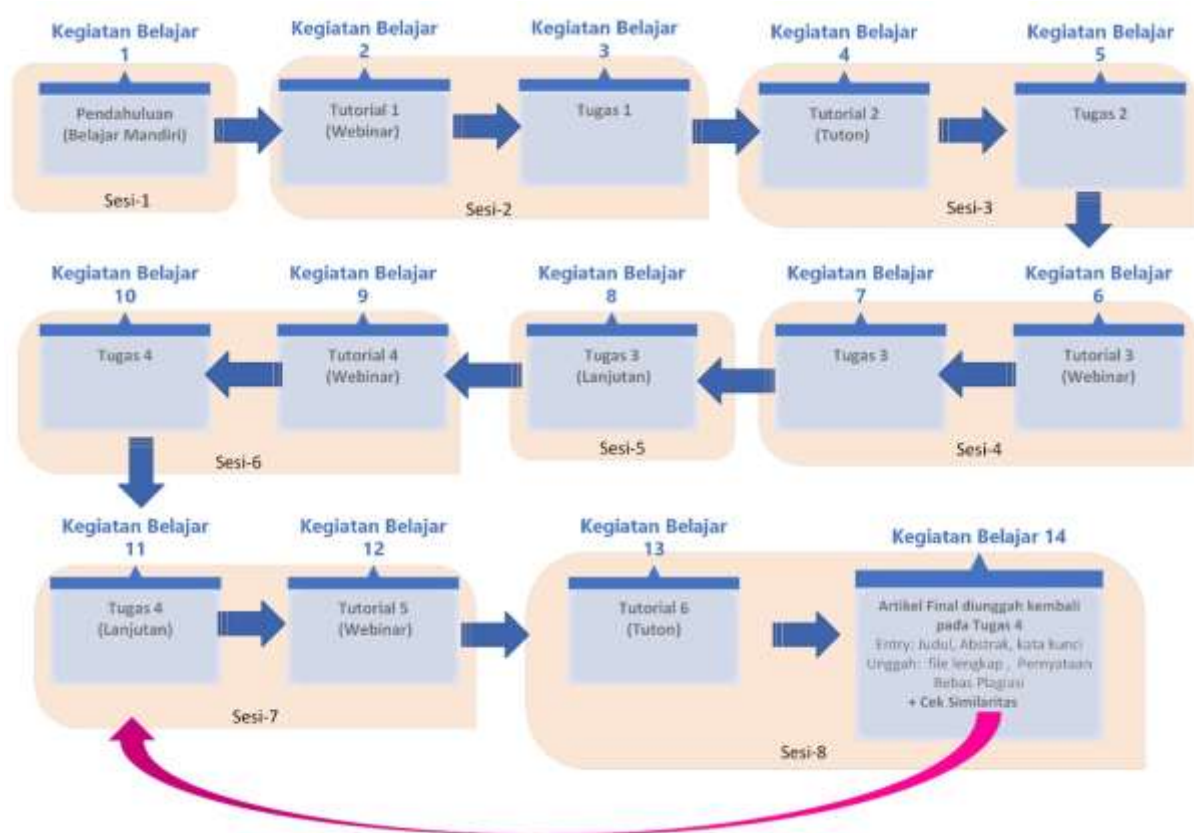 Kegiatan Belajar
1
Kegiatan Belajar
2
Kegiatan Belajar
3
Kegiatan Belajar
4
Kegiatan Belajar
5
Pendahuluan
(Belajar Mandiri)
Tutorial 1
(Webinar)
Tugas 1
Tutorial 2
(Tuton)
Tugas 2
Sesi-1
Sesi-2
Sesi-3
Kegiatan Belajar
10
Kegiatan Belajar
9
Kegiatan Belajar
8
Kegiatan Belajar
7
Kegiatan Belajar
6
Tugas 4
Tutorial 4
(Webinar)
Tugas 3
(Lanjutan)
Tugas 3
Tutorial 3
(Webinar)
Sesi-6
Sesi-5
Sesi-4
Kegiatan Belajar
11
Kegiatan Belajar
12
Kegiatan Belajar
13
Kegiatan Belajar 14
Tugas 4
(Lanjutan)
Tutorial 5
(Webinar)
Tutorial 6
(Tuton)
Artikel Final diunggah kembali
pada Tugas 4
Entry: Judul, Abstrak, kata kunci
Unggah: file lengkap , Pernyataan
Bebas Plagiasi
+ Cek Similaritas
Sesi-7
Sesi-8